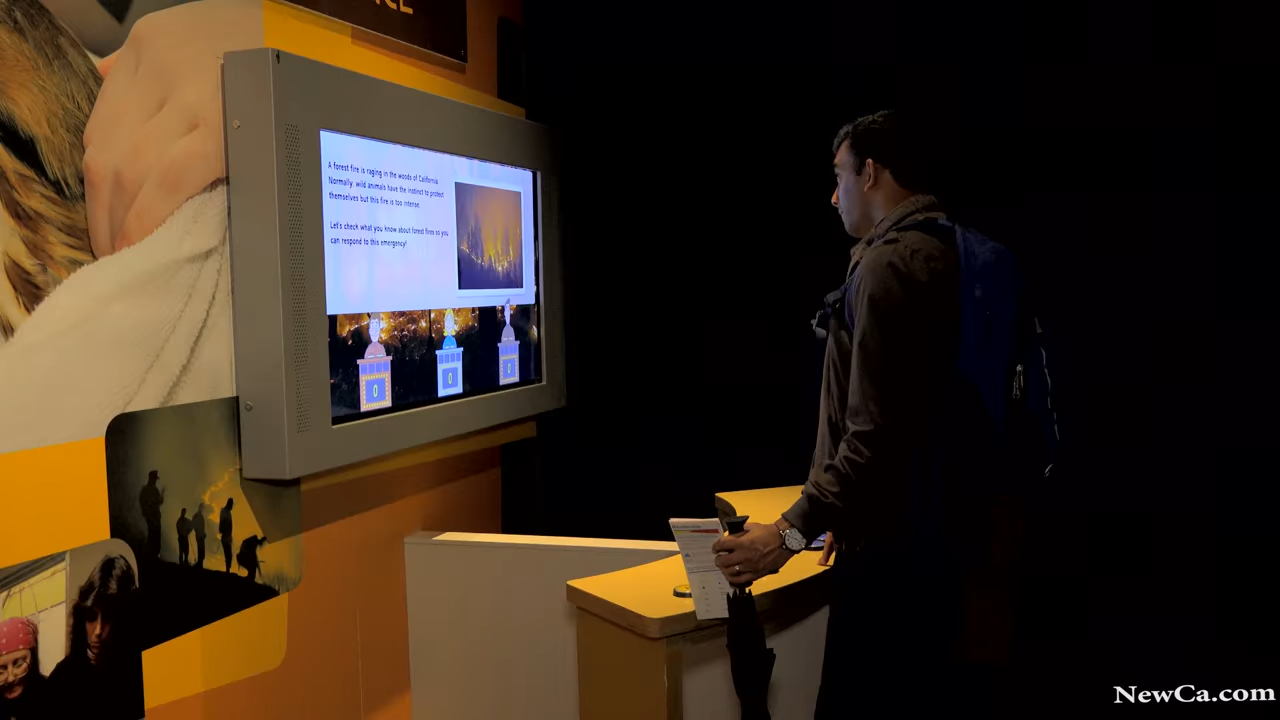 A forest fire is raging in the woods of California
Normally, wild animals have the instinct to protect
themselves but this fire is too intense.
Let's check what you know about forest fires so you
can respond to this emergency!
0
0
0
NewCa.com